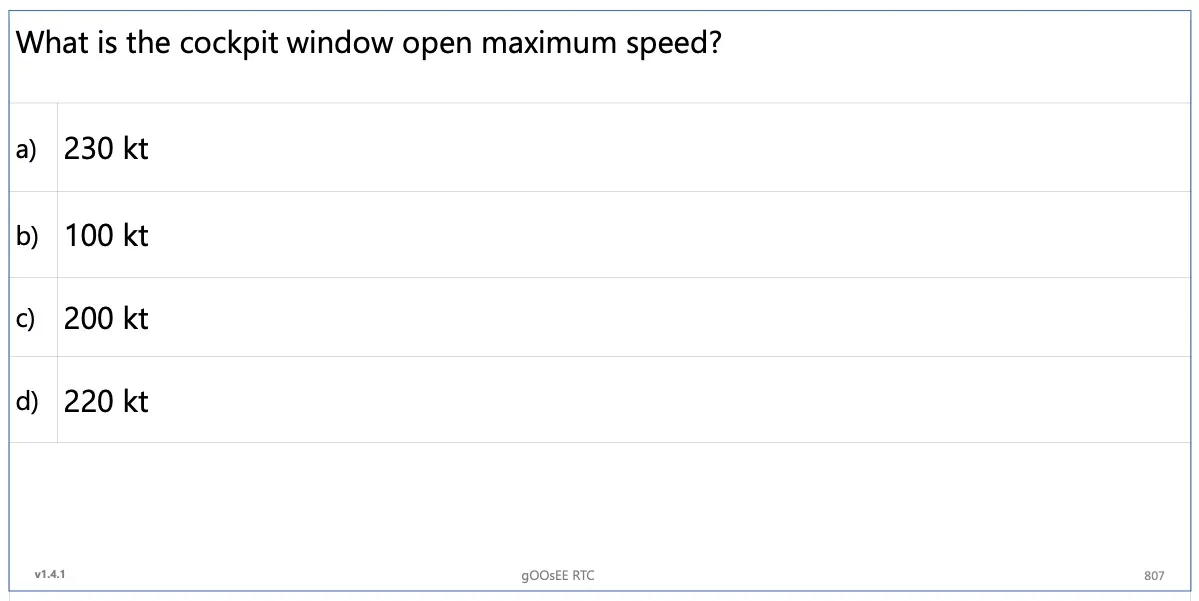 What is the cockpit window open maximum speed?
a) 230 kt
b) 100 kt
c) 200 kt
d) 220 kt
v1.4.1 gOOsEE RTC 807